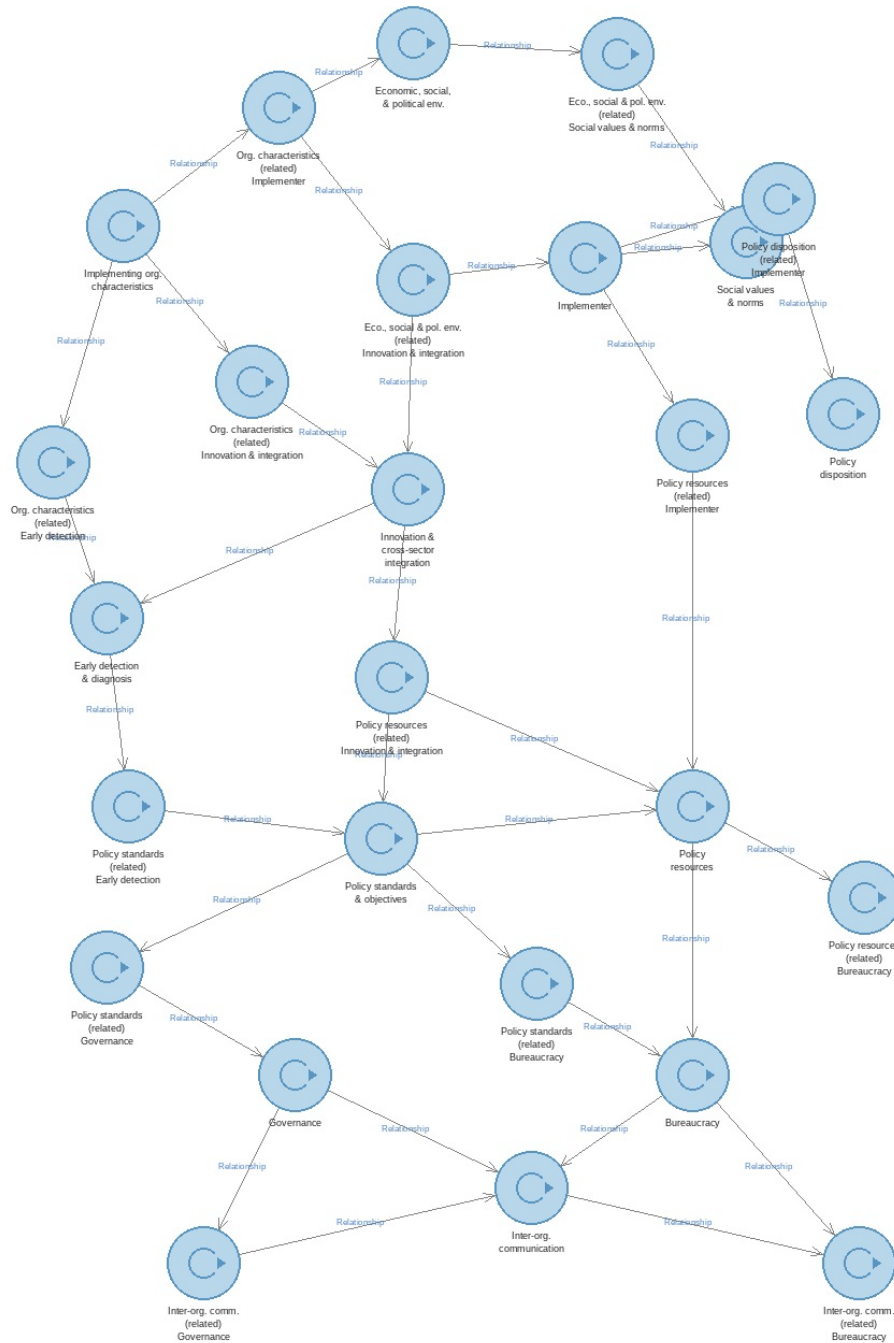 Relationship
Economic, social,
& political env.
Eco., social & pol. env.
(related)
Social values & norms
Relationship
Org. characteristics
(related)
Implementer
Relationship
Relationship
Relationship
Relationship
Policy disposition
(related)
Implementer
Relationship
Relationship
Implementing org.
characteristics
Relationship
Relationship
Implementer
Social values
& norms
Relationship
Eco., social & pol. env.
(related)
Innovation & integration
Relationship
Relationship
Relationship
Org. characteristics
(related)
Innovation & integration
Relationship
Policy
disposition
Policy resources
(related)
Implementer
Org. characteristics
(related)
Early detection
Relationship
Innovation &
cross-sector
integration
Relationship
Relationship
Relationship
Early detection
& diagnosis
Relationship
Policy resources
(related)
Innovation & integration
Relationship
Relationship
Policy standards
(related)
Early detection
Relationship
Relationship
Policy standards
& objectives
Policy
resources
Relationship
Relationship
Relationship
Relationship
Policy resource
(related)
Bureaucracy
Policy standards
(related)
Governance
Relationship
Policy standards
(related)
Bureaucracy
Relationship
Governance
Bureaucracy
Relationship
Relationship
Relationship
Relationship
Relationship
Inter-org.
communication
Relationship
Inter-org. comm.
(related)
Governance
Inter-org. comm.
(related)
Bureaucracy